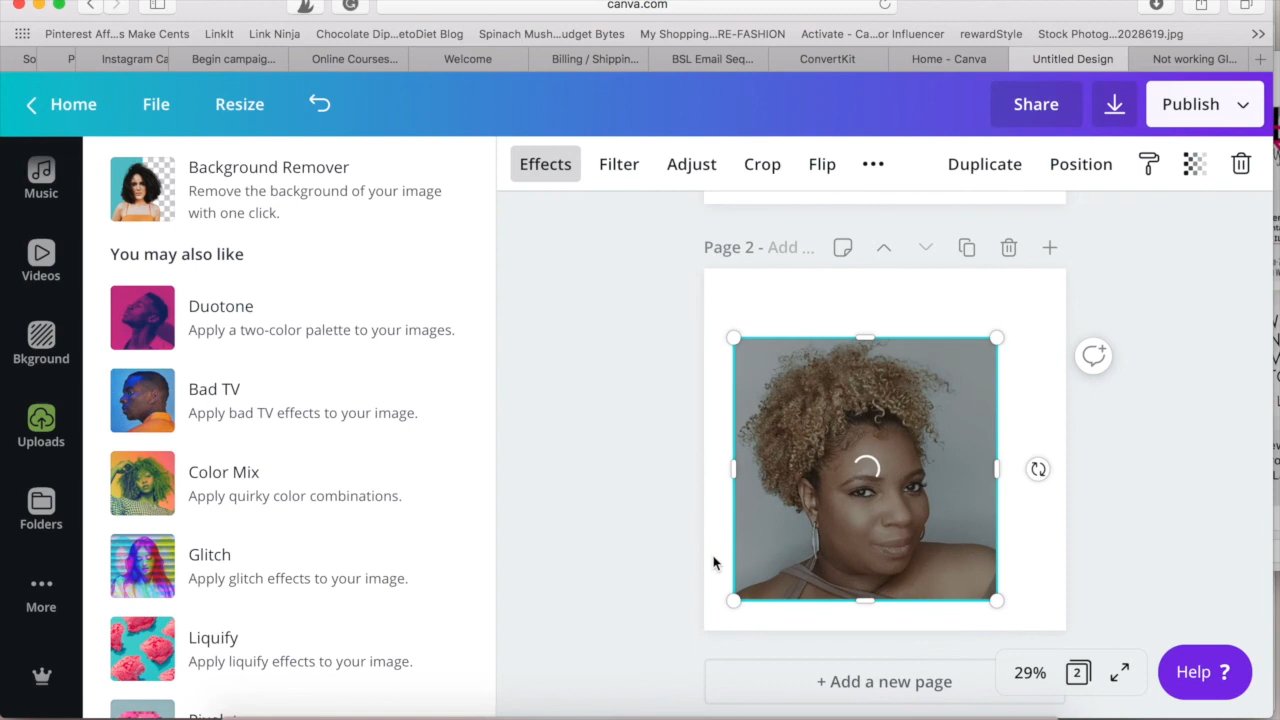 canva.com
Pinterest Aff...s Make Cents LinkIt Link Ninja Chocolate Dip...etoDiet Blog Spinach Mush...udget Bytes My Shopping...RE-FASHION Activate - Ca...or Influencer rewardStyle Stock Photog...2028619.jpg
So P Instagram Ca Begin campaig... Online Courses... Welcome Billing / Shippin... BSL Email Seq... ConvertKit Home - Canva Untitled Design Not working Gl...
Home File Resize Share Publish
Effects Filter Adjust Crop Flip ••• Duplicate Position
Music
Videos
Bkground
Uploads
Folders
More
Background Remover
Remove the background of your image
with one click.
You may also like
Duotone
Apply a two-color palette to your images.
Bad TV
Apply bad TV effects to your image.
Color Mix
Apply quirky color combinations.
Glitch
Apply glitch effects to your image.
Liquify
Apply liquify effects to your image.
Page 2 - Add ...
+ Add a new page
29% 2
Help ?